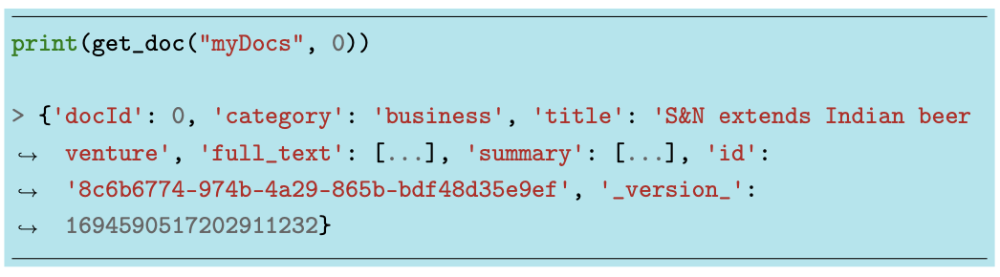 print(get_doc("myDocs", 0))
> {'docId': 0, 'category': 'business', 'title': 'S&N extends Indian beer
↪ venture', 'full_text': [...], 'summary': [...], 'id':
↪ '8c6b6774-974b-4a29-865b-bdf48d35e9ef', '_version_':
↪ 1694590517202911232}